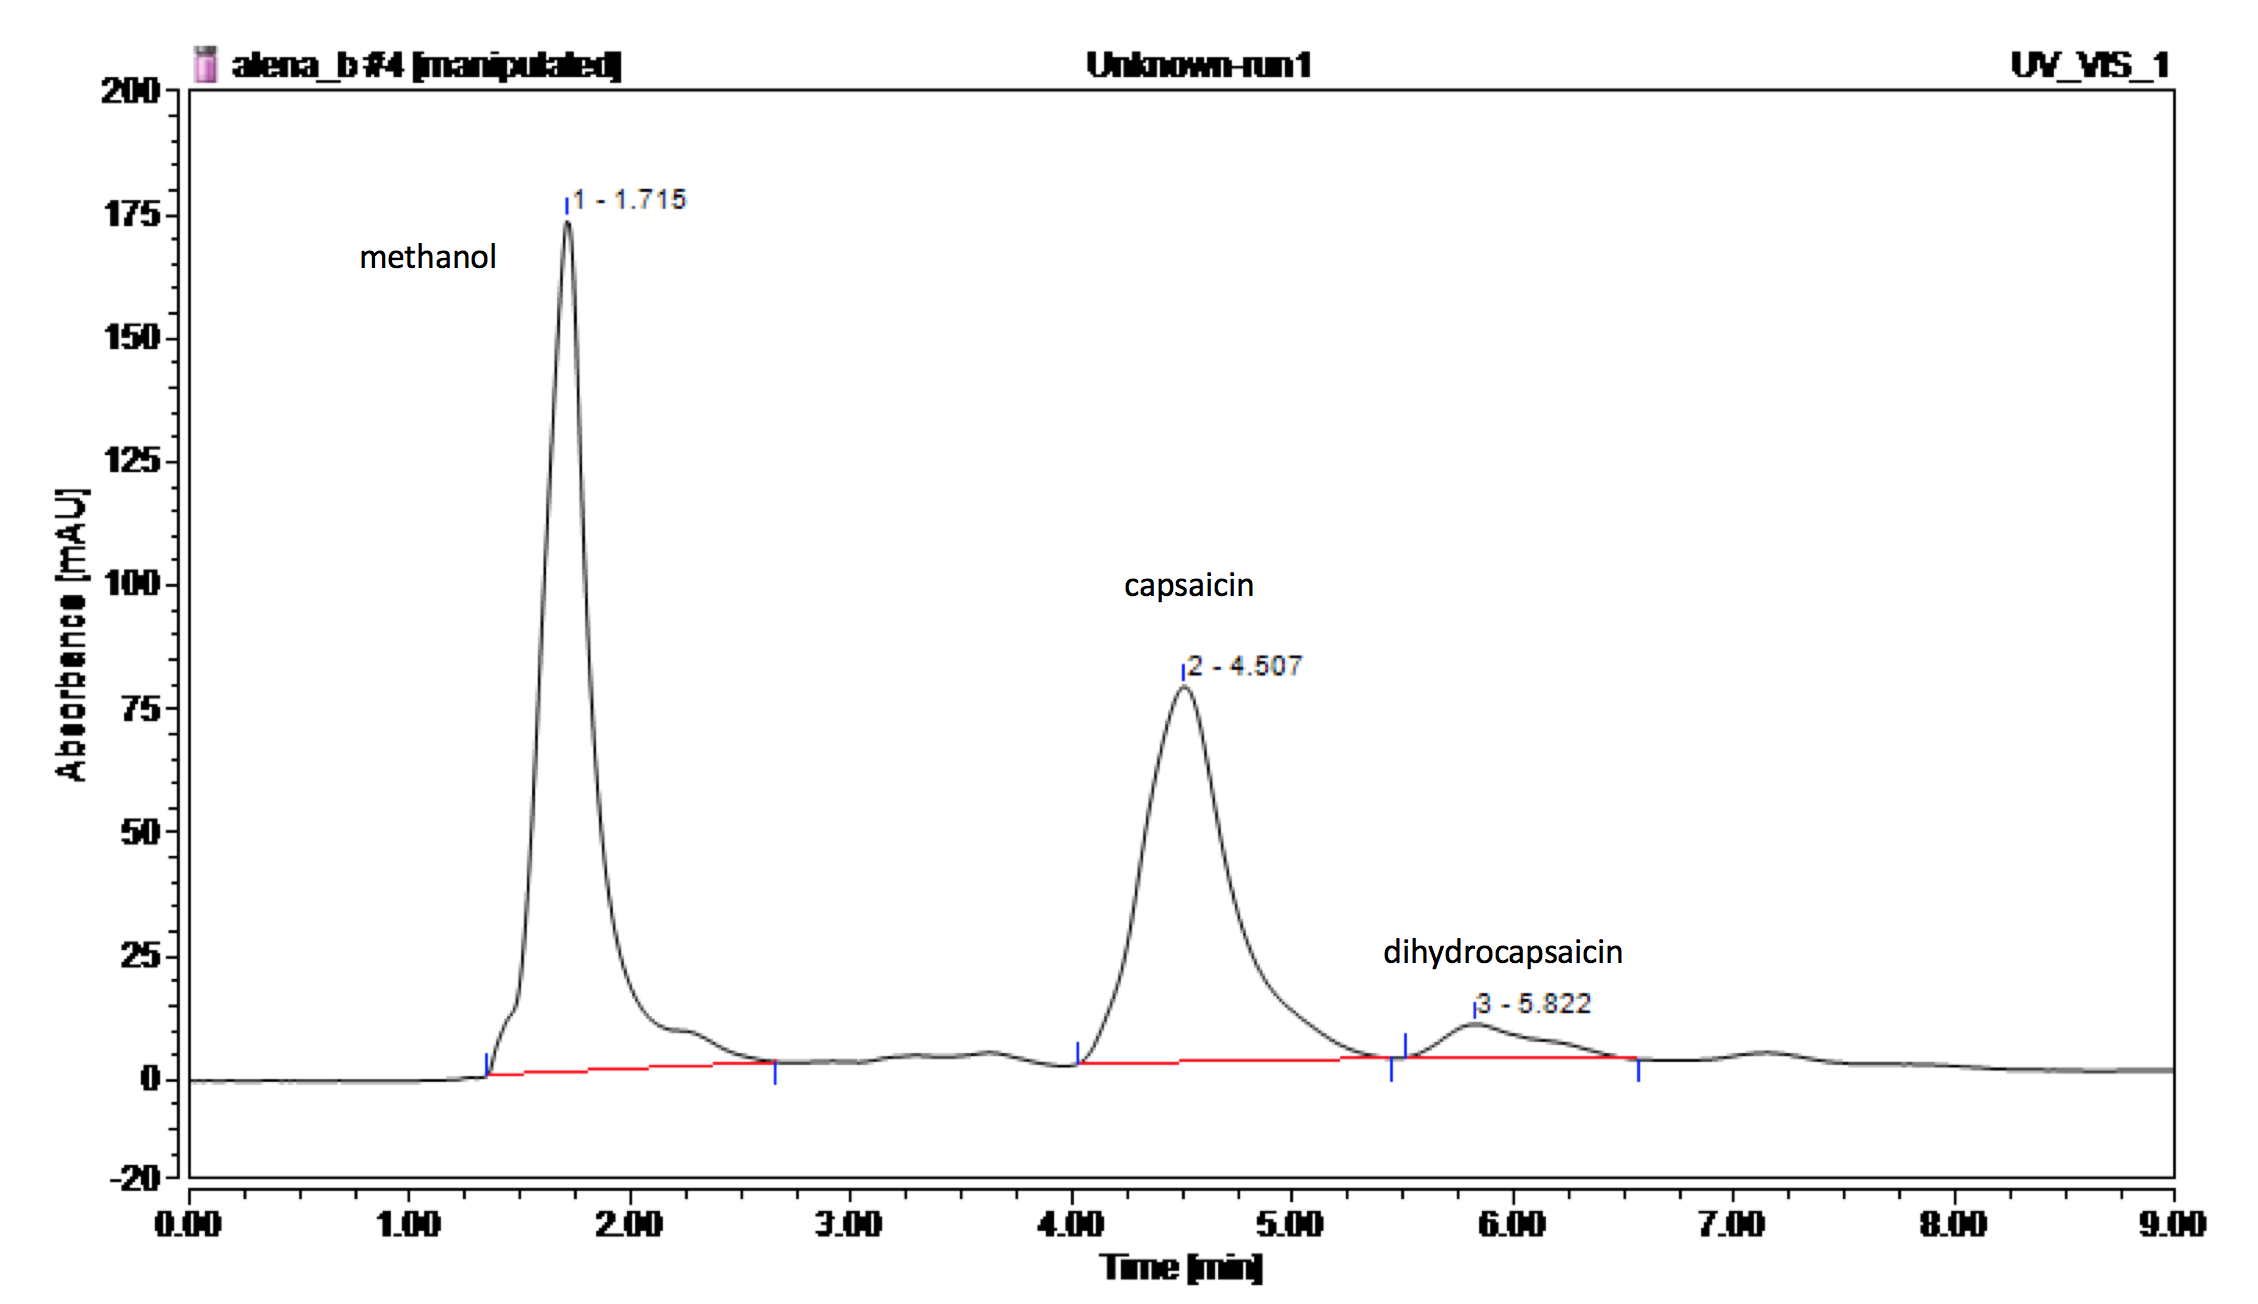 alena_b #4 [manipulated]
Unknown-run1
UV_VIS_1
200
175
150
125
100
75
50
25
0
-20
Absorbance [mAU]
1 - 1.715
methanol
capsaicin
2 - 4.507
dihydrocapsaicin
3 - 5.822
0.00 1.00 2.00 3.00 4.00 5.00 6.00 7.00 8.00 9.00
Time [min]